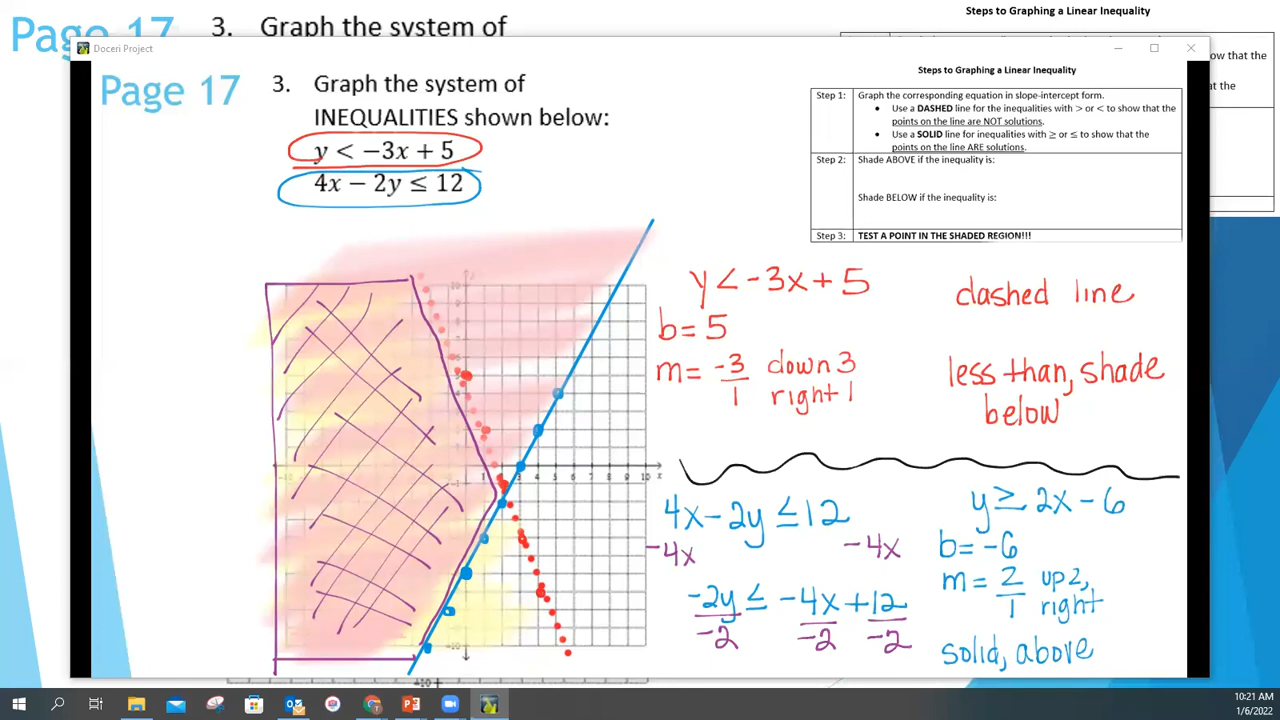 Page 17
3. Graph the system of
Steps to Graphing a Linear Inequality
Doceri Project
Page 17
3. Graph the system of
INEQUALITIES shown below:
y < −3x + 5
4x − 2y ≤ 12
Steps to Graphing a Linear Inequality
Step 1: Graph the corresponding equation in slope-intercept form.
• Use a DASHED line for the inequalities with > or < to show that the
points on the line are NOT solutions.
• Use a SOLID line for inequalities with ≥ or ≤ to show that the
points on the line ARE solutions.
Step 2: Shade ABOVE if the inequality is:
Shade BELOW if the inequality is:
Step 3: TEST A POINT IN THE SHADED REGION!!!
how that the
at the
y < -3x + 5
dashed line
b = 5
m = -3/1 down 3
right 1
less than, shade
below
4x - 2y ≤ 12
-4x -4x
-2y ≤ -4x + 12
-2 -2 -2
y ≥ 2x - 6
b = -6
m = 2/1 up 2,
right
solid, above
10:21 AM
1/6/2022